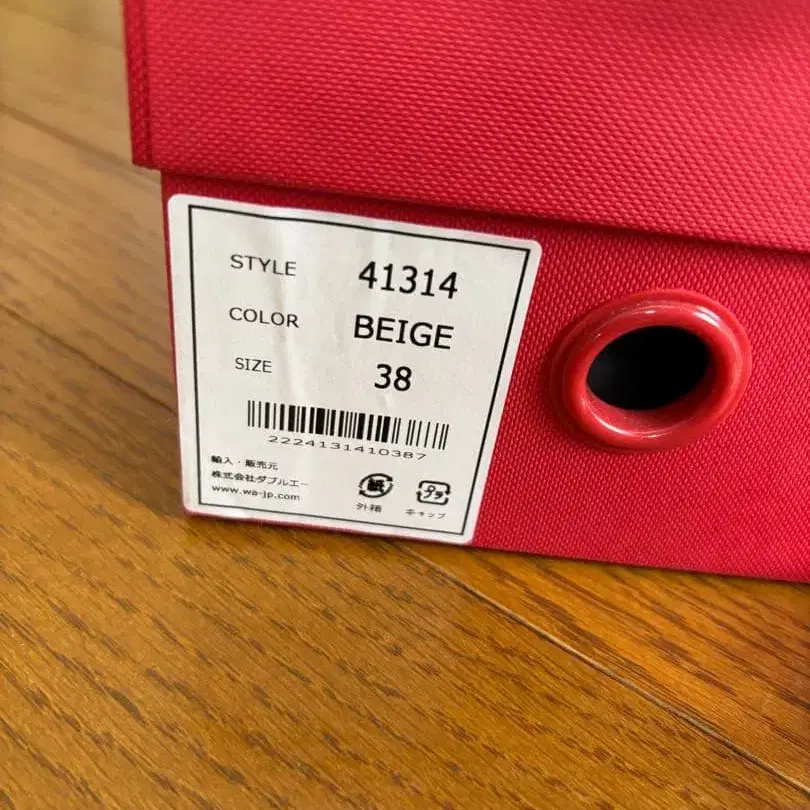 STYLE 41314
COLOR BEIGE
SIZE 38
2224131410387
輸入・販売元
株式会社ダブルエー
www.wa-jp.com
紙 プラ
外箱 キャップ